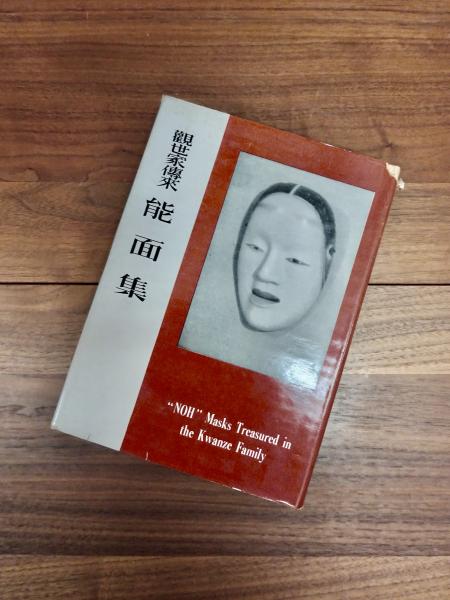 觀世家傳來
能面集
"NOH" Masks Treasured in
the Kwanze Family